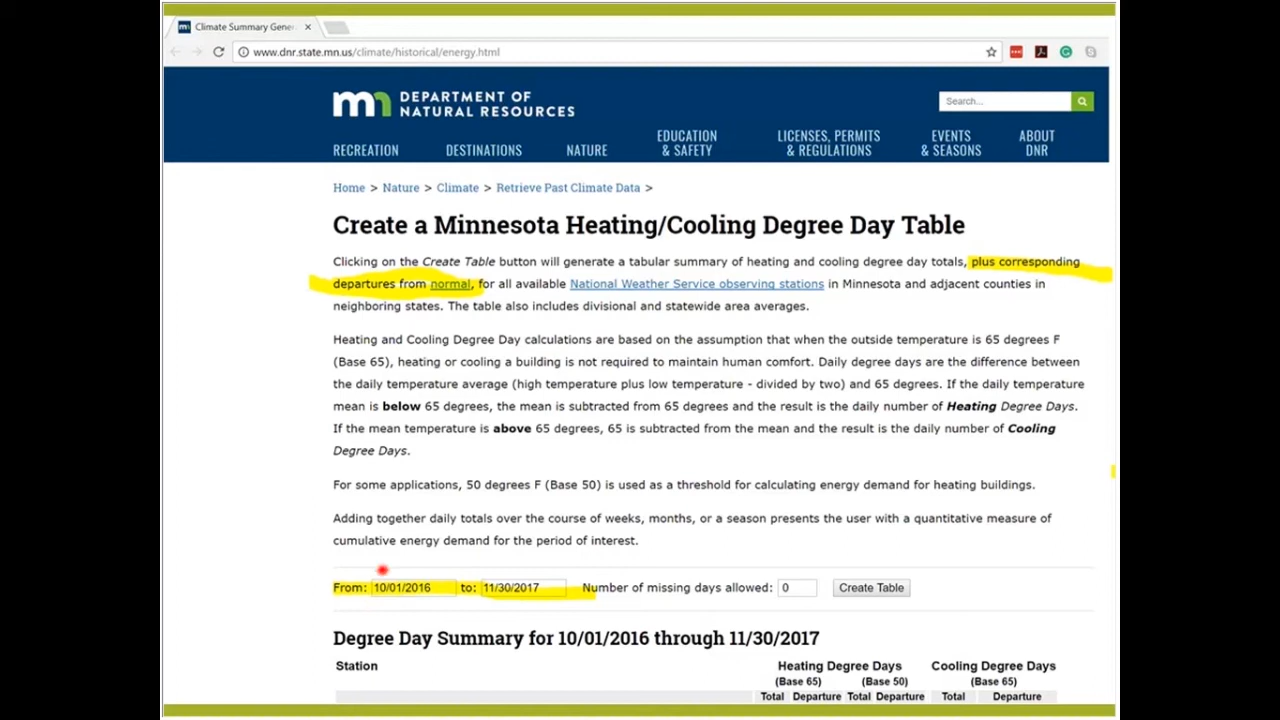 Climate Summary Gene
www.dnr.state.mn.us/climate/historical/energy.html
mn DEPARTMENT OF
NATURAL RESOURCES
Search...
RECREATION DESTINATIONS NATURE EDUCATION & SAFETY LICENSES, PERMITS & REGULATIONS EVENTS & SEASONS ABOUT DNR
Home > Nature > Climate > Retrieve Past Climate Data >
Create a Minnesota Heating/Cooling Degree Day Table
Clicking on the Create Table button will generate a tabular summary of heating and cooling degree day totals, plus corresponding
departures from normal, for all available National Weather Service observing stations in Minnesota and adjacent counties in
neighboring states. The table also includes divisional and statewide area averages.
Heating and Cooling Degree Day calculations are based on the assumption that when the outside temperature is 65 degrees F
(Base 65), heating or cooling a building is not required to maintain human comfort. Daily degree days are the difference between
the daily temperature average (high temperature plus low temperature - divided by two) and 65 degrees. If the daily temperature
mean is below 65 degrees, the mean is subtracted from 65 degrees and the result is the daily number of Heating Degree Days.
If the mean temperature is above 65 degrees, 65 is subtracted from the mean and the result is the daily number of Cooling
Degree Days.
For some applications, 50 degrees F (Base 50) is used as a threshold for calculating energy demand for heating buildings.
Adding together daily totals over the course of weeks, months, or a season presents the user with a quantitative measure of
cumulative energy demand for the period of interest.
From: 10/01/2016 to: 11/30/2017 Number of missing days allowed: 0 Create Table
Degree Day Summary for 10/01/2016 through 11/30/2017
Station Heating Degree Days Cooling Degree Days
(Base 65) (Base 50) (Base 65)
Total Departure Total Departure Total Departure